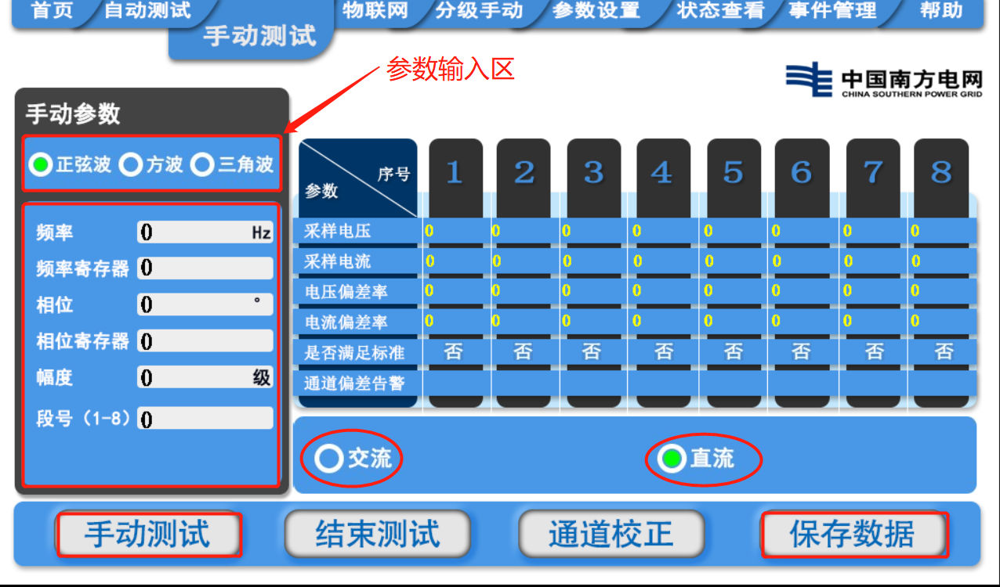 首页 自动测试 手动测试 物联网 分级手动 参数设置 状态查看 事件管理 帮助
参数输入区
中国南方电网
CHINA SOUTHERN POWER GRID
手动参数
正弦波 方波 三角波
频率 0 Hz
频率寄存器 0
相位 0 °
相位寄存器 0
幅度 0 级
段号（1-8） 0
序号 参数 1 2 3 4 5 6 7 8
采样电压 0 0 0 0 0 0 0 0
采样电流 0 0 0 0 0 0 0 0
电压偏差率 0 0 0 0 0 0 0 0
电流偏差率 0 0 0 0 0 0 0 0
是否满足标准 否 否 否 否 否 否 否 否
通道偏差告警
交流 直流
手动测试 结束测试 通道校正 保存数据